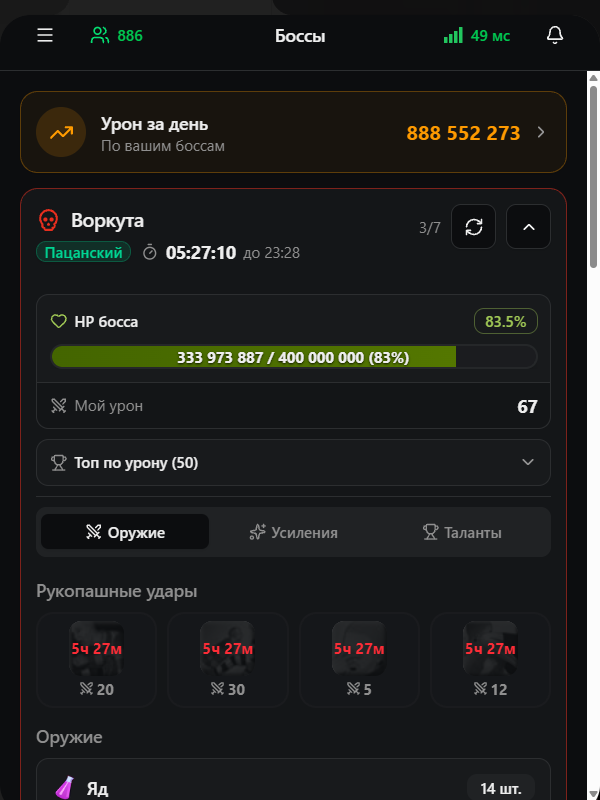 886
Боссы
49 мс
Урон за день
По вашим боссам
888 552 273
Воркута
3/7
Пацанский
05:27:10 до 23:28
HP босса
83.5%
333 973 887 / 400 000 000 (83%)
Мой урон
67
Топ по урону (50)
Оружие
Усиления
Таланты
Рукопашные удары
5ч 27м
5ч 27м
5ч 27м
5ч 27м
20
30
5
12
Оружие
Яд
14 шт.